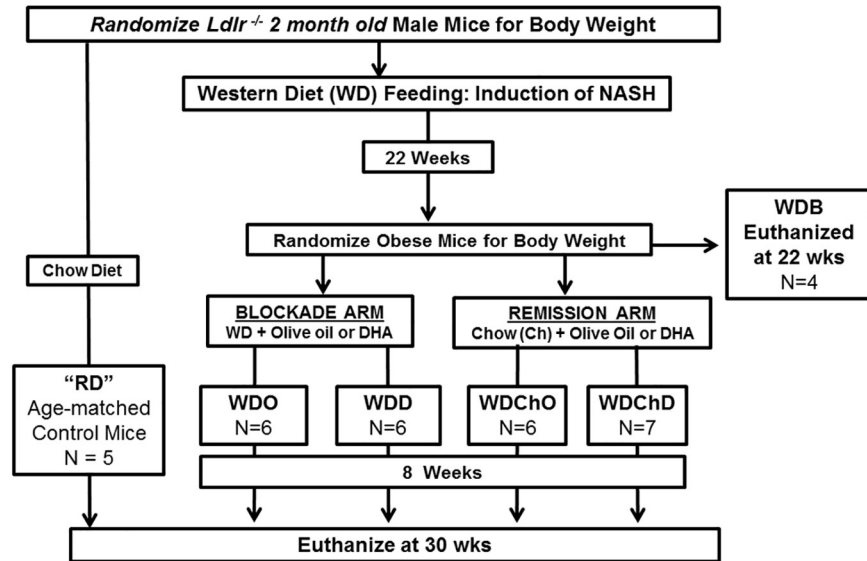 Randomize Ldlr -/- 2 month old Male Mice for Body Weight
Western Diet (WD) Feeding: Induction of NASH
22 Weeks
WDB
Euthanized
at 22 wks
N=4
Randomize Obese Mice for Body Weight
Chow Diet
BLOCKADE ARM
WD + Olive oil or DHA
REMISSION ARM
Chow (Ch) + Olive Oil or DHA
"RD"
Age-matched
Control Mice
N = 5
WDO
N=6
WDD
N=6
WDChO
N=6
WDChD
N=7
8 Weeks
Euthanize at 30 wks